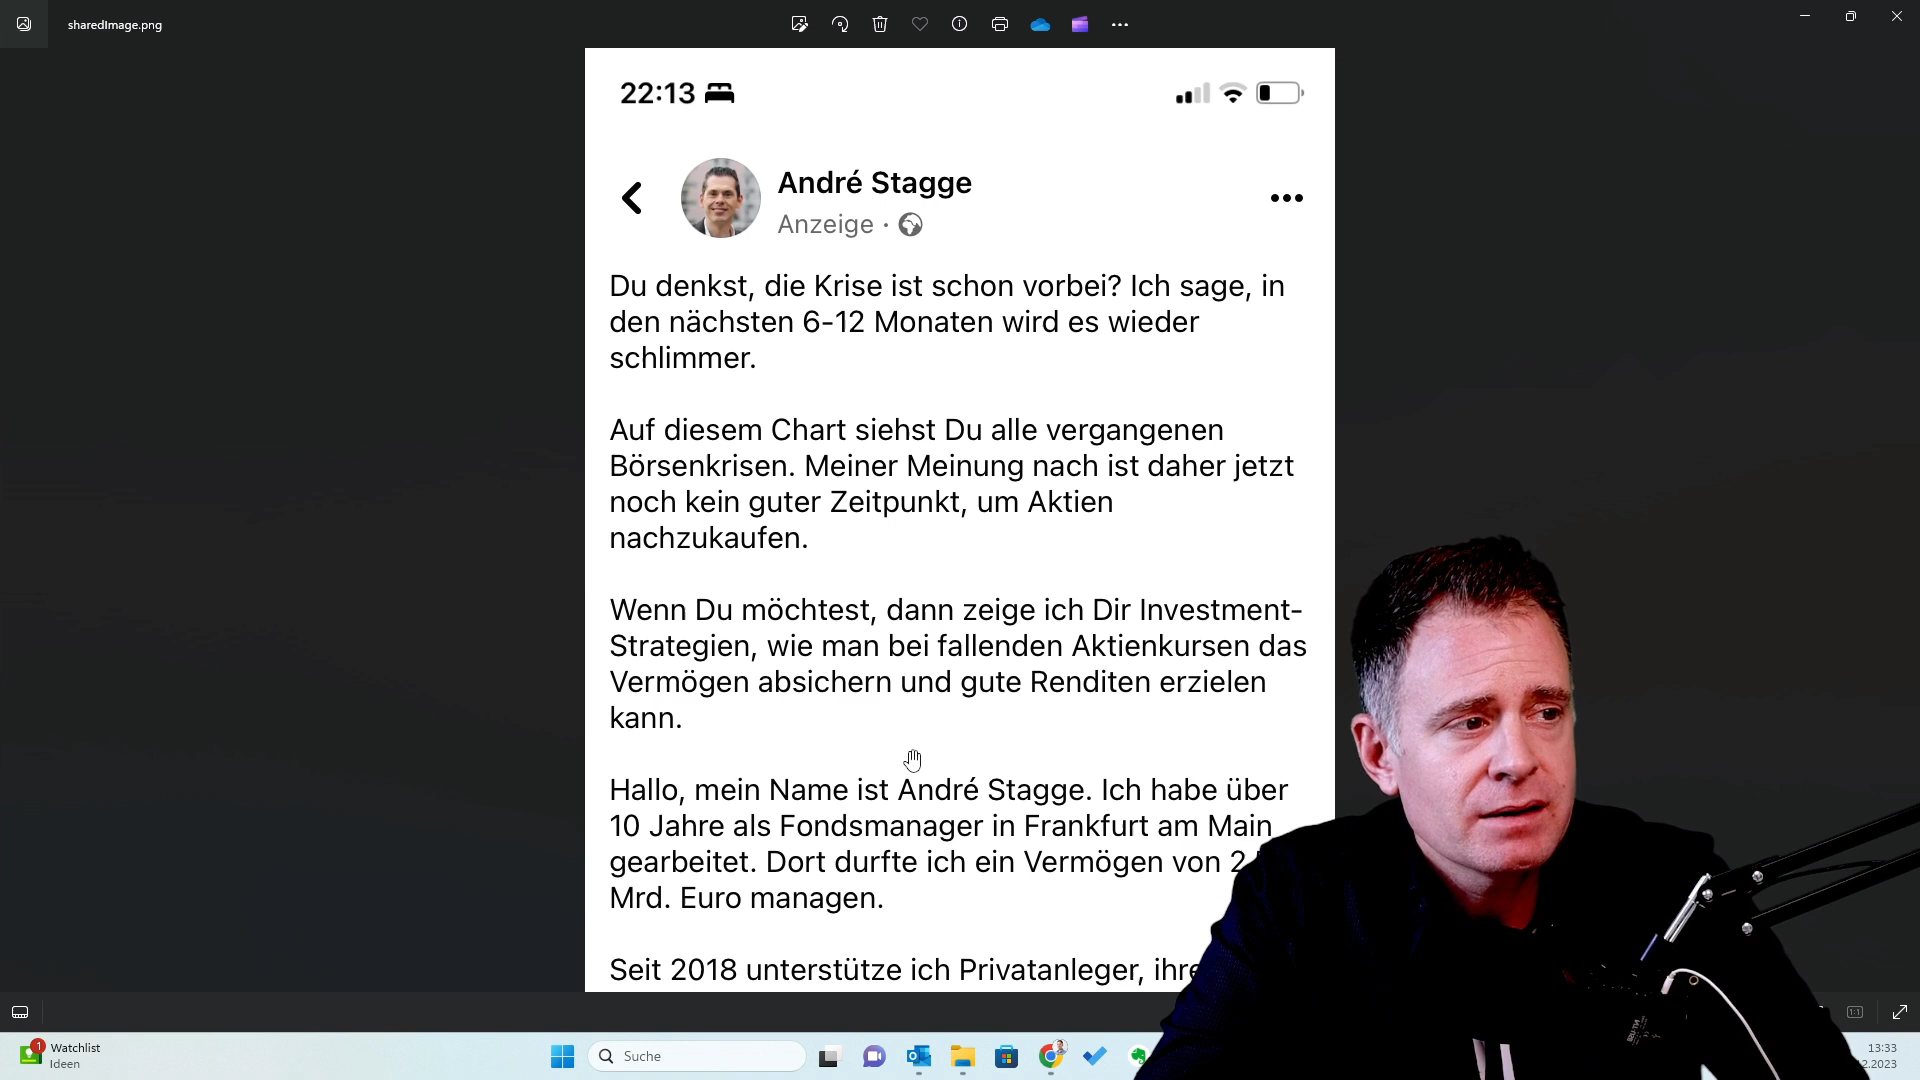 sharedImage.png
22:13
André Stagge
Anzeige ·
Du denkst, die Krise ist schon vorbei? Ich sage, in
den nächsten 6-12 Monaten wird es wieder
schlimmer.
Auf diesem Chart siehst Du alle vergangenen
Börsenkrisen. Meiner Meinung nach ist daher jetzt
noch kein guter Zeitpunkt, um Aktien
nachzukaufen.
Wenn Du möchtest, dann zeige ich Dir Investment-
Strategien, wie man bei fallenden Aktienkursen das
Vermögen absichern und gute Renditen erzielen
kann.
Hallo, mein Name ist André Stagge. Ich habe über
10 Jahre als Fondsmanager in Frankfurt am Main
gearbeitet. Dort durfte ich ein Vermögen von 2
Mrd. Euro managen.
Seit 2018 unterstütze ich Privatanleger,
1
Watchlist
Ideen
Suche
13:33
2.2023